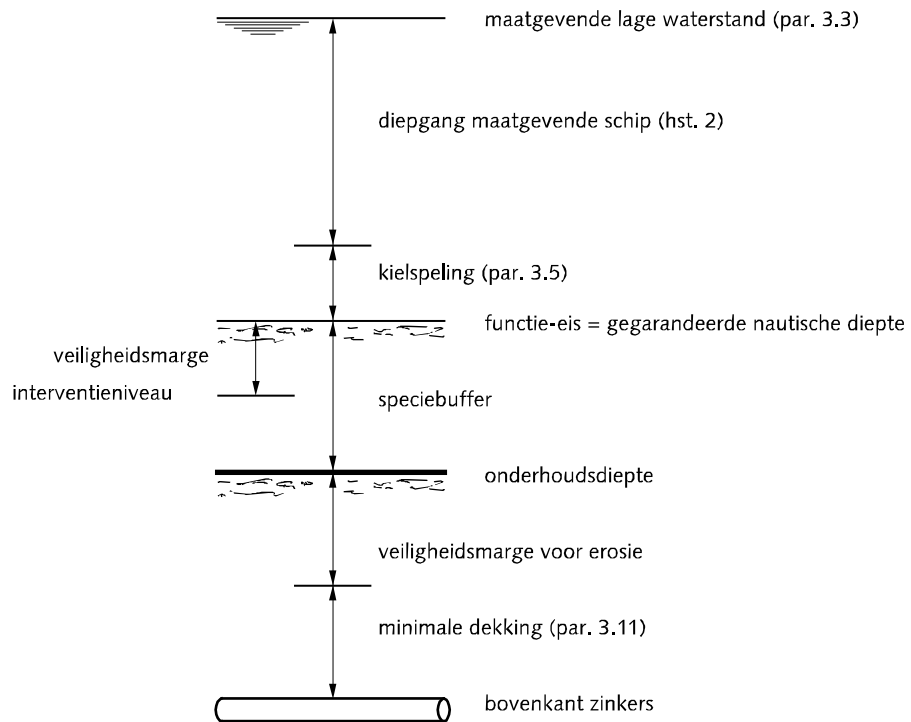 maatgevende lage waterstand (par. 3.3)
diepgang maatgevende schip (hst. 2)
kielspeling (par. 3.5)
functie-eis = gegarandeerde nautische diepte
veiligheidsmarge
interventieniveau
speciebuffer
onderhoudsdiepte
veiligheidsmarge voor erosie
minimale dekking (par. 3.11)
bovenkant zinkers